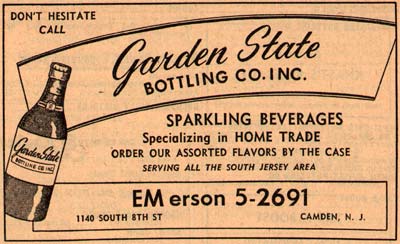 DON'T HESITATE
CALL
Garden State
BOTTLING CO. INC.
SPARKLING BEVERAGES
Specializing in HOME TRADE
ORDER OUR ASSORTED FLAVORS BY THE CASE
SERVING ALL THE SOUTH JERSEY AREA
Garden State
BOTTLING CO. INC.
EM erson 5-2691
1140 SOUTH 8TH ST
CAMDEN, N. J.